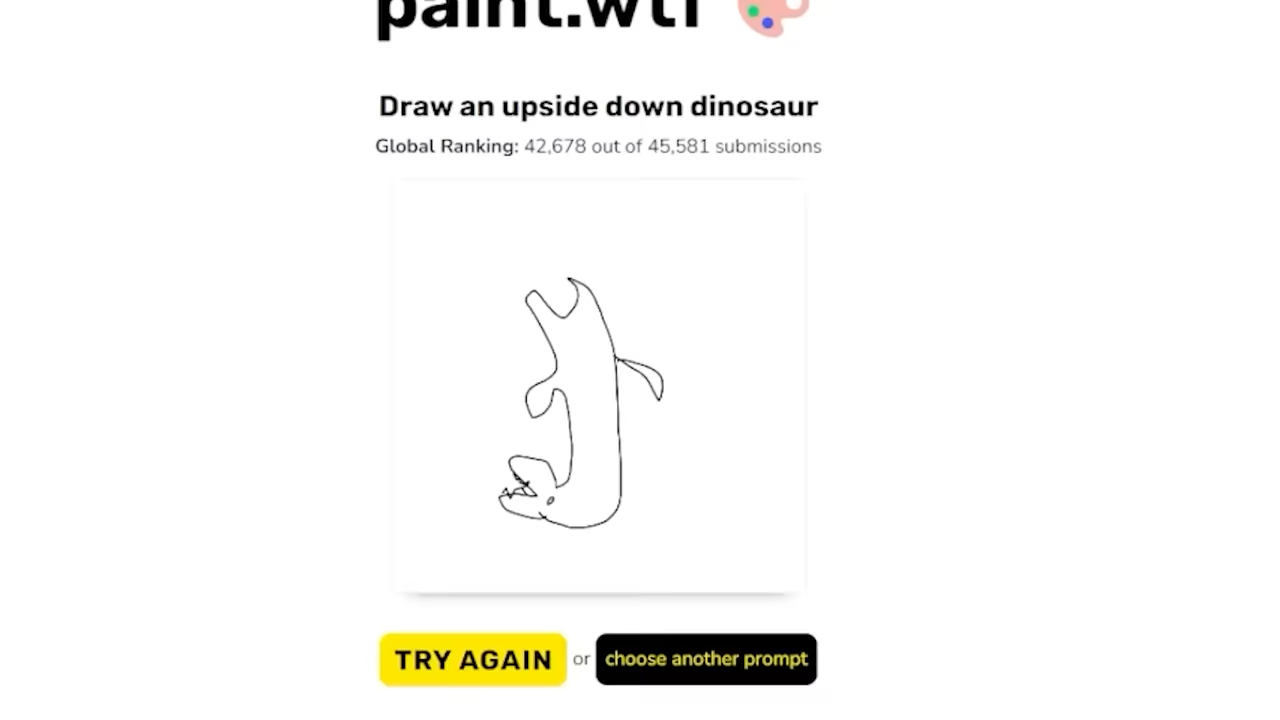 paint.wtf
Draw an upside down dinosaur
Global Ranking: 42,678 out of 45,581 submissions
TRY AGAIN or choose another prompt